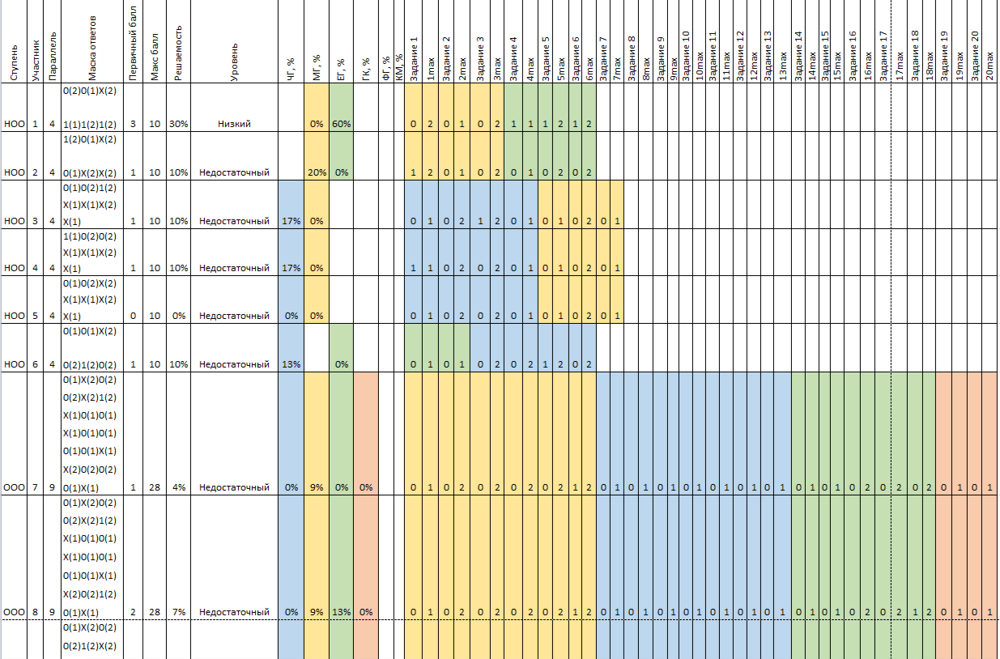 Ступень Участник Параллель Маска ответов Первичный балл Макс балл Решаемость Уровень ЧГ, % МГ, % ЕГ, % ГК, % ФГ, % КМ, % Задание 1 1max Задание 2 2max Задание 3 3max Задание 4 4max Задание 5 5max Задание 6 6max Задание 7 7max Задание 8 8max Задание 9 9max Задание 10 10max Задание 11 11max Задание 12 12max Задание 13 13max Задание 14 14max Задание 15 15max Задание 16 16max Задание 17 17max Задание 18 18max Задание 19 19max Задание 20 20max
0(2)0(1)X(2)
НОО 1 4 1(1)1(2)1(2) 3 10 30% Низкий 0% 60% 0 2 0 1 0 2 1 1 1 2 1 2
1(2)0(1)X(2)
НОО 2 4 0(1)X(2)X(2) 1 10 10% Недостаточный 20% 0% 1 2 0 1 0 2 0 1 0 2 0 2
0(1)0(2)1(2)
X(1)X(1)X(2)
НОО 3 4 X(1) 1 10 10% Недостаточный 17% 0% 0 1 0 2 1 2 0 1 0 1 0 2 0 1
1(1)0(2)0(2)
X(1)X(1)X(2)
НОО 4 4 X(1) 1 10 10% Недостаточный 17% 0% 1 1 0 2 0 2 0 1 0 1 0 2 0 1
0(1)0(2)X(2)
X(1)X(1)X(2)
НОО 5 4 X(1) 0 10 0% Недостаточный 0% 0% 0 1 0 2 0 2 0 1 0 1 0 2 0 1
0(1)0(1)X(2)
НОО 6 4 0(2)1(2)0(2) 1 10 10% Недостаточный 13% 0% 0 1 0 1 0 2 0 2 1 2 0 2
0(1)X(2)0(2)
0(2)X(2)1(2)
X(1)0(1)0(1)
X(1)0(1)0(1)
0(1)0(1)X(1)
X(2)0(2)0(2)
ООО 7 9 0(1)X(1) 1 28 4% Недостаточный 0% 9% 0% 0% 0 1 0 2 0 2 0 2 0 2 1 2 0 1 0 1 0 1 0 1 0 1 0 1 0 1 0 1 0 1 0 2 0 2 0 2 0 1 0 1
0(1)X(2)0(2)
0(2)X(2)1(2)
X(1)0(1)0(1)
X(1)0(1)0(1)
0(1)0(1)X(1)
X(2)0(2)1(2)
ООО 8 9 0(1)X(1) 2 28 7% Недостаточный 0% 9% 13% 0% 0 1 0 2 0 2 0 2 0 2 1 2 0 1 0 1 0 1 0 1 0 1 0 1 0 1 0 1 0 1 0 2 0 2 1 2 0 1 0 1
0(1)X(2)0(2)
0(2)1(2)X(2)